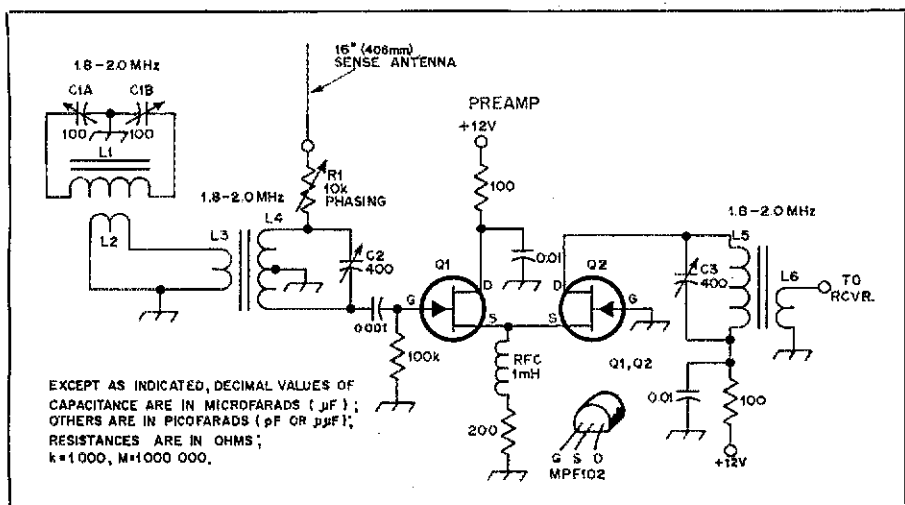 16" (406mm)
SENSE ANTENNA
1.8-2.0 MHz
C1A
C1B
100
100
L1
L2
R1
10k
PHASING
1.8-2.0 MHz
L3
L4
C2
400
0.001
G
Q1
D
S
100k
PREAMP
+12V
100
0.01
Q2
D
S
G
RFC
1mH
200
Q1,Q2
G S D
MPF102
1.8-2.0 MHz
L5
C3
400
L6
TO
RCVR.
0.01
100
+12V
EXCEPT AS INDICATED, DECIMAL VALUES OF
CAPACITANCE ARE IN MICROFARADS (µF);
OTHERS ARE IN PICOFARADS (pF OR µµF);
RESISTANCES ARE IN OHMS;
k=1000, M=1000 000.